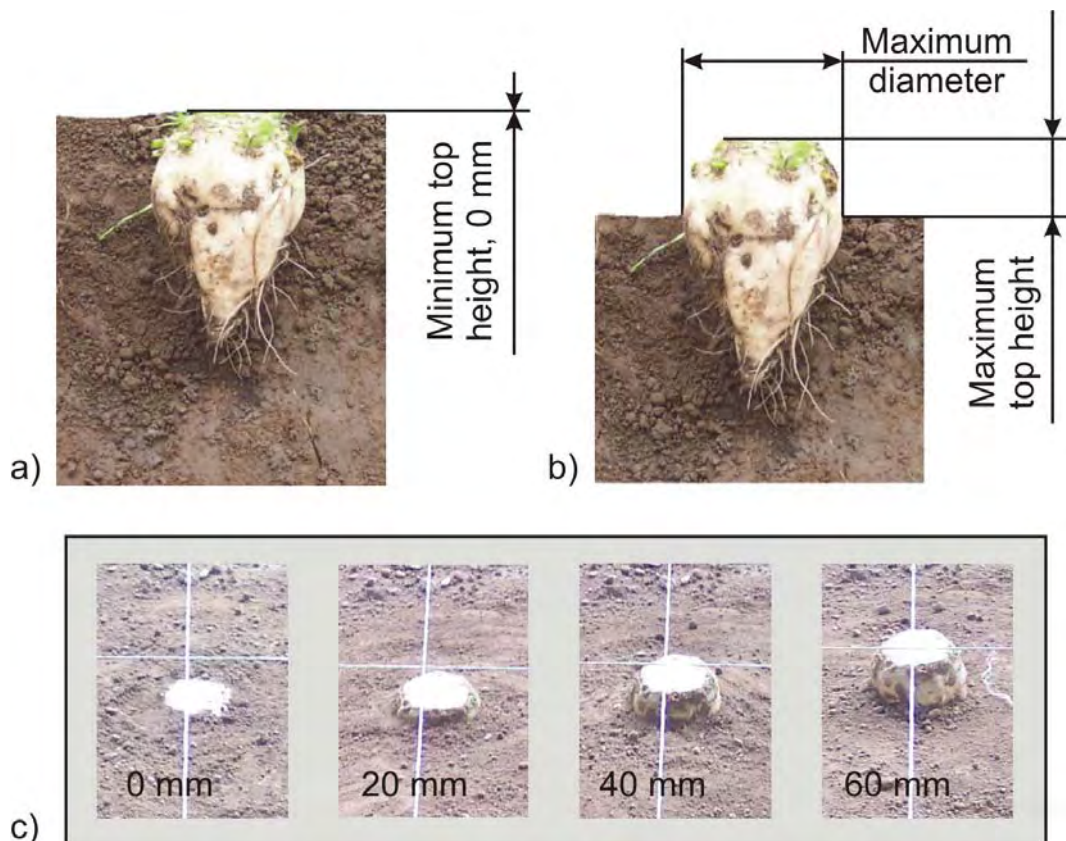 Minimum top
height, 0 mm
a)
Maximum
diameter
Maximum
top height
b)
0 mm
20 mm
40 mm
60 mm
c)